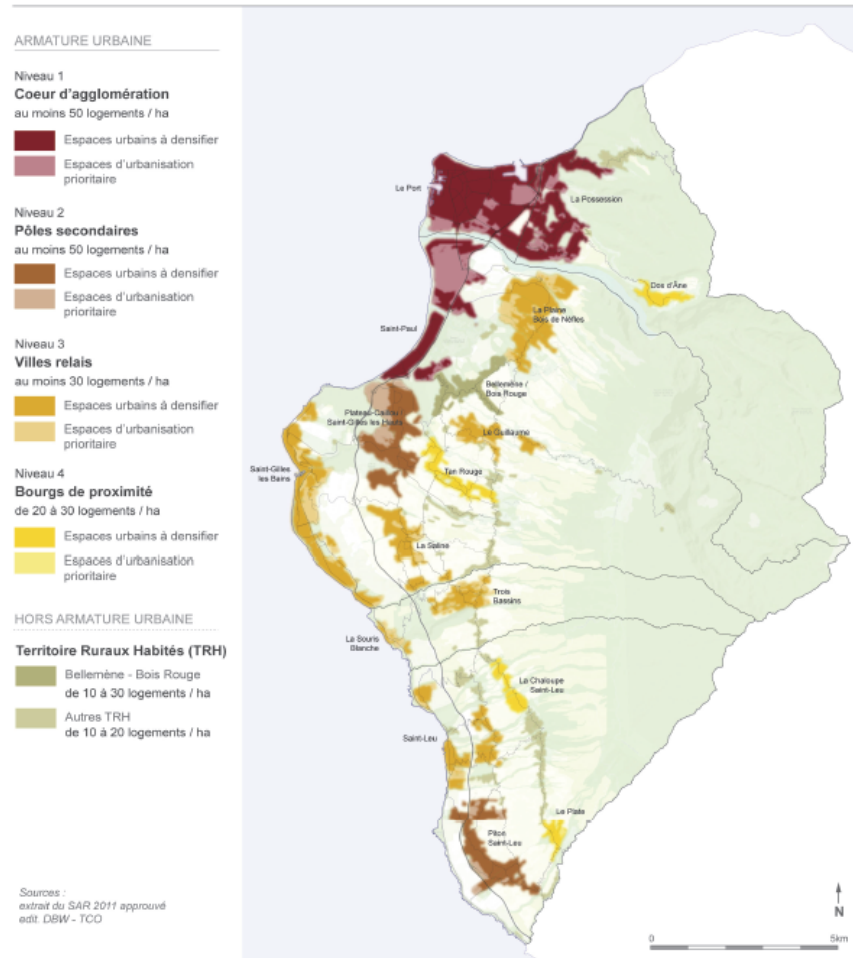 ARMATURE URBAINE
Niveau 1
Coeur d'agglomération
au moins 50 logements / ha
Espaces urbains à densifier
Espaces d'urbanisation
prioritaire
Niveau 2
Pôles secondaires
au moins 50 logements / ha
Espaces urbains à densifier
Espaces d'urbanisation
prioritaire
Niveau 3
Villes relais
au moins 30 logements / ha
Espaces urbains à densifier
Espaces d'urbanisation
prioritaire
Niveau 4
Bourgs de proximité
de 20 à 30 logements / ha
Espaces urbains à densifier
Espaces d'urbanisation
prioritaire
HORS ARMATURE URBAINE
Territoire Ruraux Habités (TRH)
Bellemène - Bois Rouge
de 10 à 30 logements / ha
Autres TRH
de 10 à 20 logements / ha
Sources :
extrait du SAR 2011 approuvé
edit. DBW - TCO
Le Port
La Possession
Dos d'Âne
La Plaine
Bois de Nèfles
Saint-Paul
Bellemène /
Bois Rouge
Plateau-Caillou /
Saint-Gilles les Hauts
Le Guillaume
Saint-Gilles
les Bains
Tan Rouge
La Saline
Trois
Bassins
La Souris
Blanche
La Chaloupe
Saint-Leu
Saint-Leu
Le Plate
Piton
Saint-Leu
N
0
5km